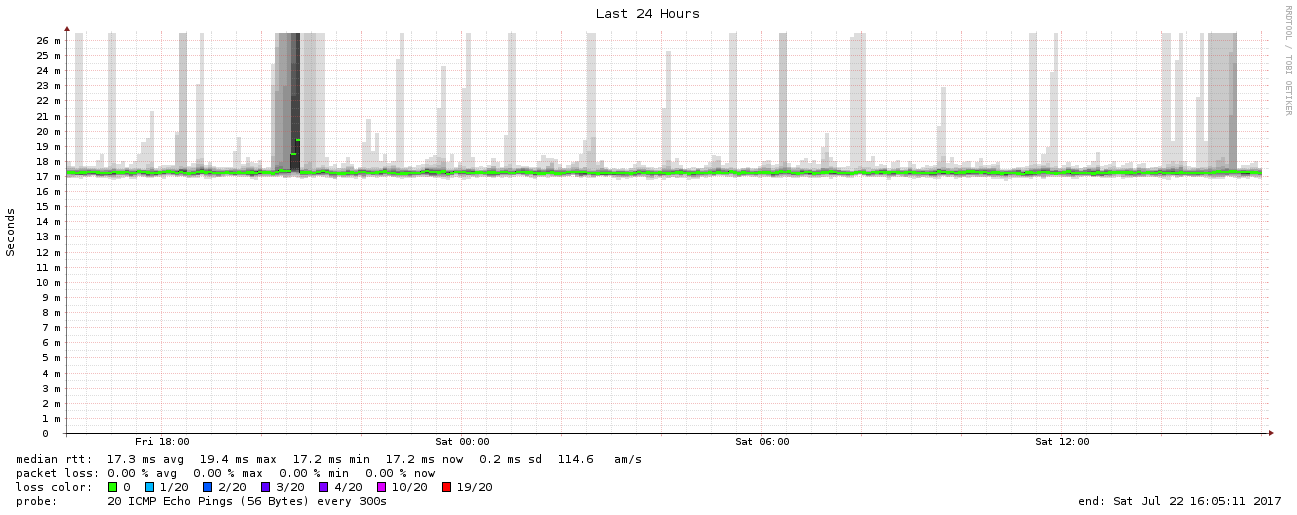 Last 24 Hours
RRDTOOL / TOBI OETIKER
26 m
25 m
24 m
23 m
22 m
21 m
20 m
19 m
18 m
17 m
16 m
15 m
14 m
13 m
12 m
11 m
10 m
9 m
8 m
7 m
6 m
5 m
4 m
3 m
2 m
1 m
0
Seconds
Fri 18:00 Sat 00:00 Sat 06:00 Sat 12:00
median rtt: 17.3 ms avg 19.4 ms max 17.2 ms min 17.2 ms now 0.2 ms sd 114.6 am/s
packet loss: 0.00 % avg 0.00 % max 0.00 % min 0.00 % now
loss color: 0 1/20 2/20 3/20 4/20 10/20 19/20
probe: 20 ICMP Echo Pings (56 Bytes) every 300s end: Sat Jul 22 16:05:11 2017